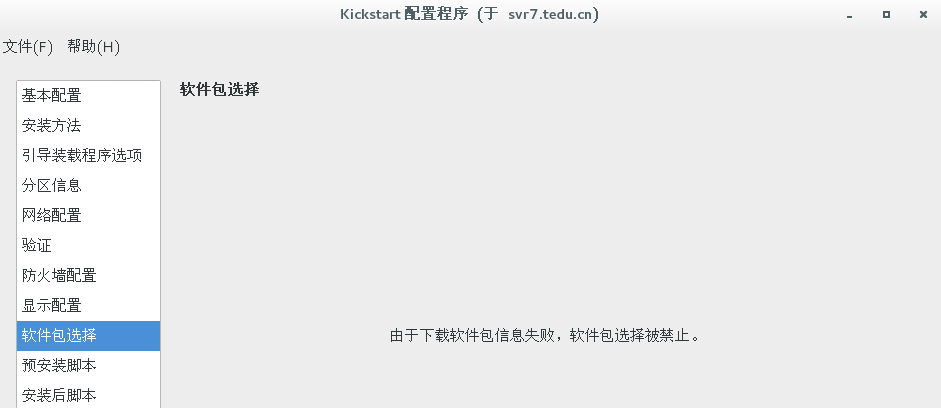 Kickstart 配置程序 (于 svr7.tedu.cn)
文件(F) 帮助(H)
软件包选择
基本配置
安装方法
引导装载程序选项
分区信息
网络配置
验证
防火墙配置
显示配置
软件包选择
由于下载软件包信息失败，软件包选择被禁止。
预安装脚本
安装后脚本